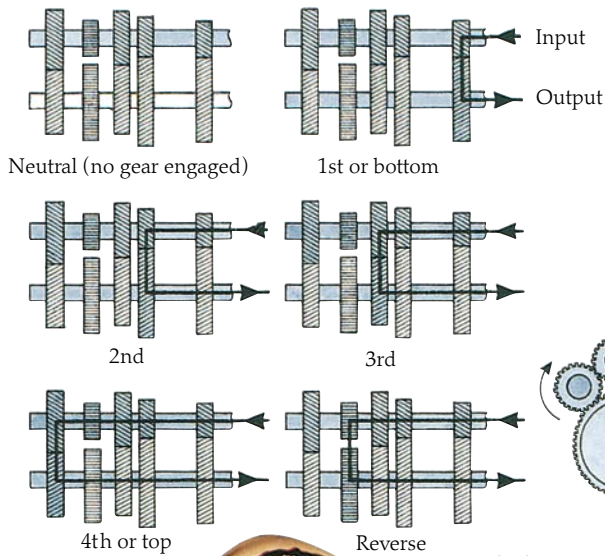 Input
Output
Neutral (no gear engaged)
1st or bottom
2nd
3rd
4th or top
Reverse